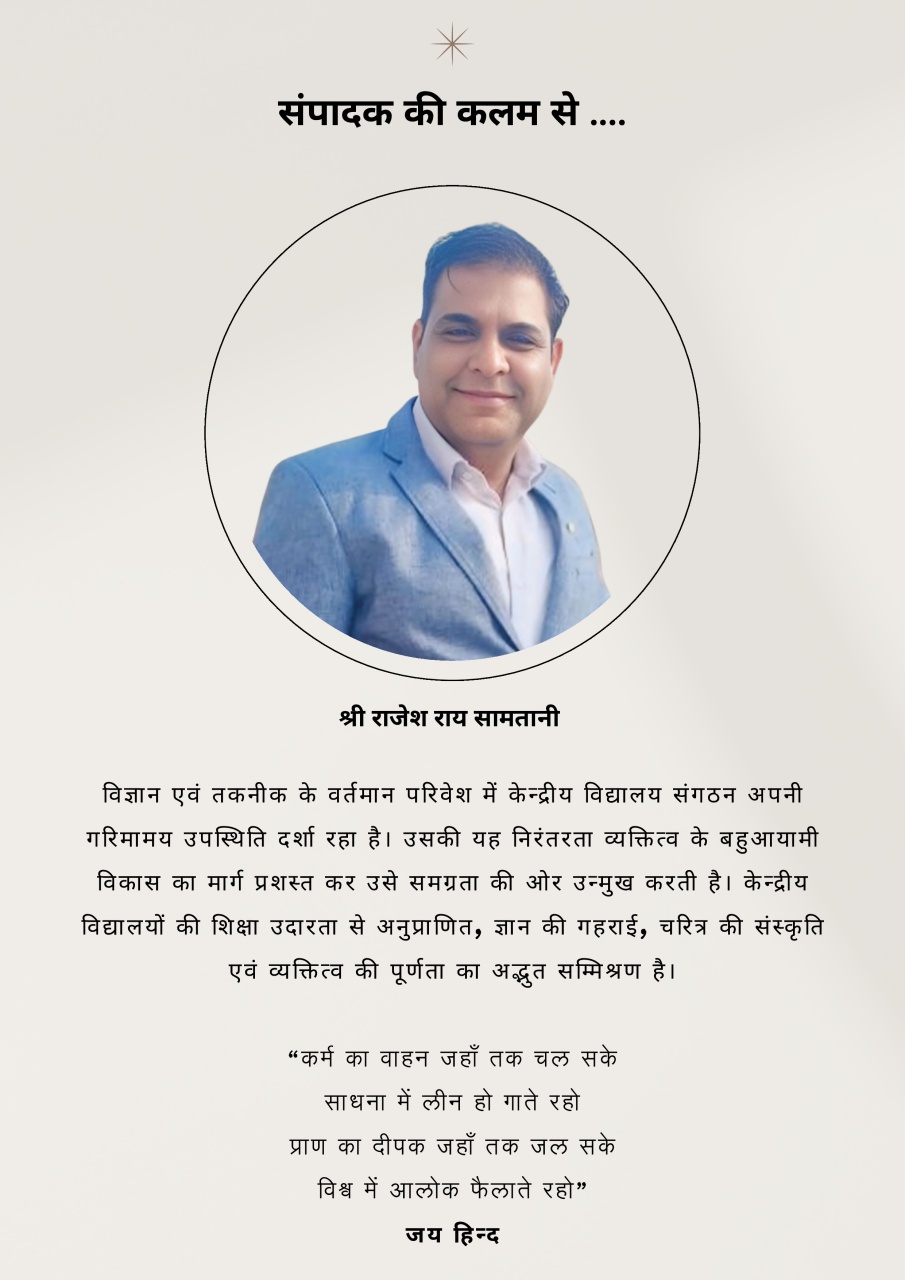 संपादक की कलम से ....
श्री राजेश राय सामतानी
विज्ञान एवं तकनीक के वर्तमान परिवेश में केन्द्रीय विद्यालय संगठन अपनी
गरिमामय उपस्थिति दर्शा रहा है। उसकी यह निरंतरता व्यक्तित्व के बहुआयामी
विकास का मार्ग प्रशस्त कर उसे समग्रता की ओर उन्मुख करती है। केन्द्रीय
विद्यालयों की शिक्षा उदारता से अनुप्राणित, ज्ञान की गहराई, चरित्र की संस्कृति
एवं व्यक्तित्व की पूर्णता का अद्भुत सम्मिश्रण है।
“कर्म का वाहन जहाँ तक चल सके
साधना में लीन हो गाते रहो
प्राण का दीपक जहाँ तक जल सके
विश्व में आलोक फैलाते रहो”
जय हिन्द